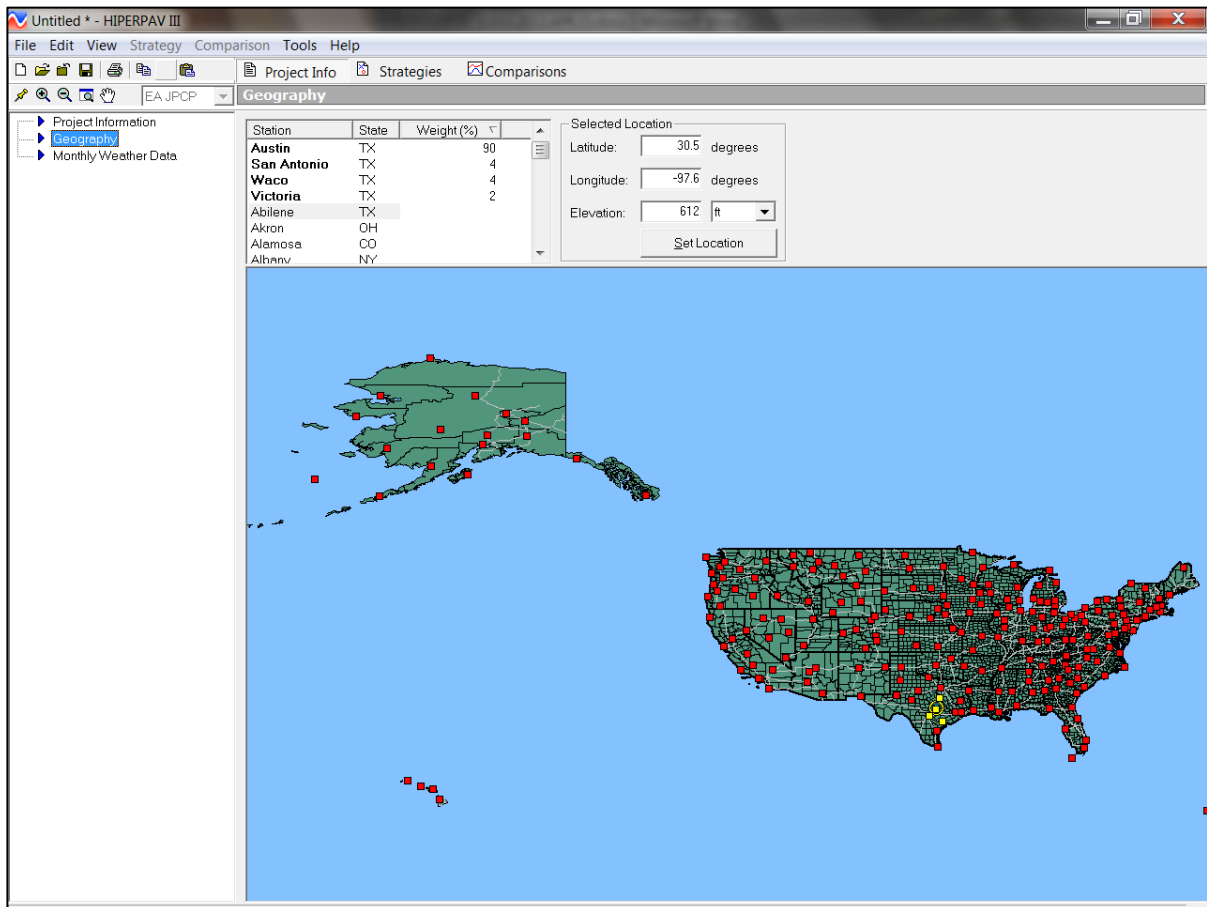 Untitled * - HIPERPAV III
File Edit View Strategy Comparison Tools Help
Project Info Strategies Comparisons
EA JPCP Geography
Project Information
Geography
Monthly Weather Data
Station State Weight (%)
Austin TX 90
San Antonio TX 4
Waco TX 4
Victoria TX 2
Abilene TX
Akron OH
Alamosa CO
Albany NY
Selected Location
Latitude: 30.5 degrees
Longitude: -97.6 degrees
Elevation: 612 ft
Set Location